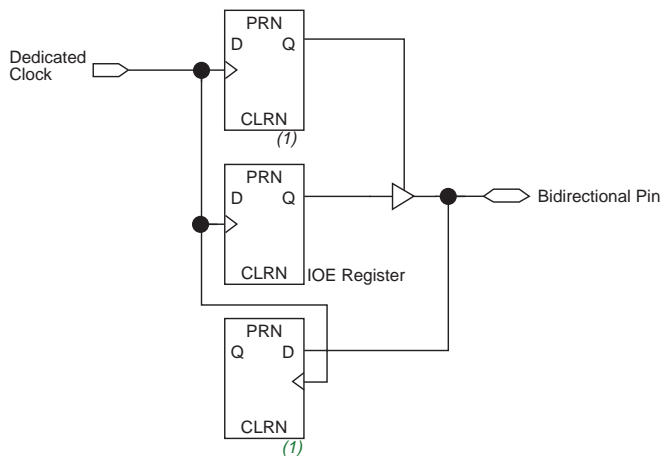 PRN
D Q
Dedicated
Clock
CLRN
(1)
PRN
D Q
Bidirectional Pin
CLRN
IOE Register
PRN
Q D
CLRN
(1)